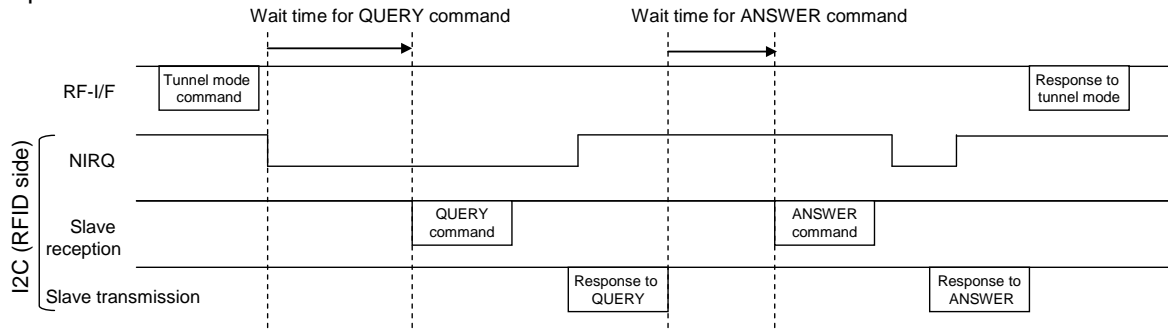 Wait time for QUERY command
Wait time for ANSWER command
RF-I/F
Tunnel mode
command
Response to
tunnel mode
I2C (RFID side)
NIRQ
Slave
reception
QUERY
command
ANSWER
command
Slave transmission
Response to
QUERY
Response to
ANSWER